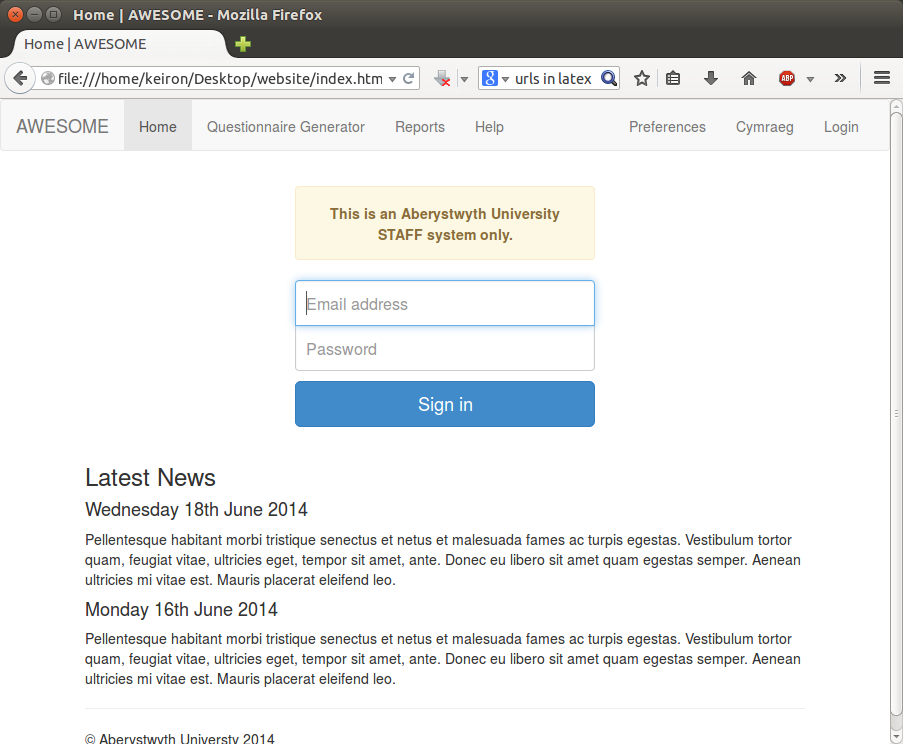 Home | AWESOME - Mozilla Firefox
Home | AWESOME
file:///home/keiron/Desktop/website/index.htm
8 urls in latex
ABP
AWESOME Home Questionnaire Generator Reports Help Preferences Cymraeg Login
This is an Aberystwyth University
STAFF system only.
Email address
Password
Sign in
Latest News
Wednesday 18th June 2014
Pellentesque habitant morbi tristique senectus et netus et malesuada fames ac turpis egestas. Vestibulum tortor
quam, feugiat vitae, ultricies eget, tempor sit amet, ante. Donec eu libero sit amet quam egestas semper. Aenean
ultricies mi vitae est. Mauris placerat eleifend leo.
Monday 16th June 2014
Pellentesque habitant morbi tristique senectus et netus et malesuada fames ac turpis egestas. Vestibulum tortor
quam, feugiat vitae, ultricies eget, tempor sit amet, ante. Donec eu libero sit amet quam egestas semper. Aenean
ultricies mi vitae est. Mauris placerat eleifend leo.
© Aberystwyth Universty 2014